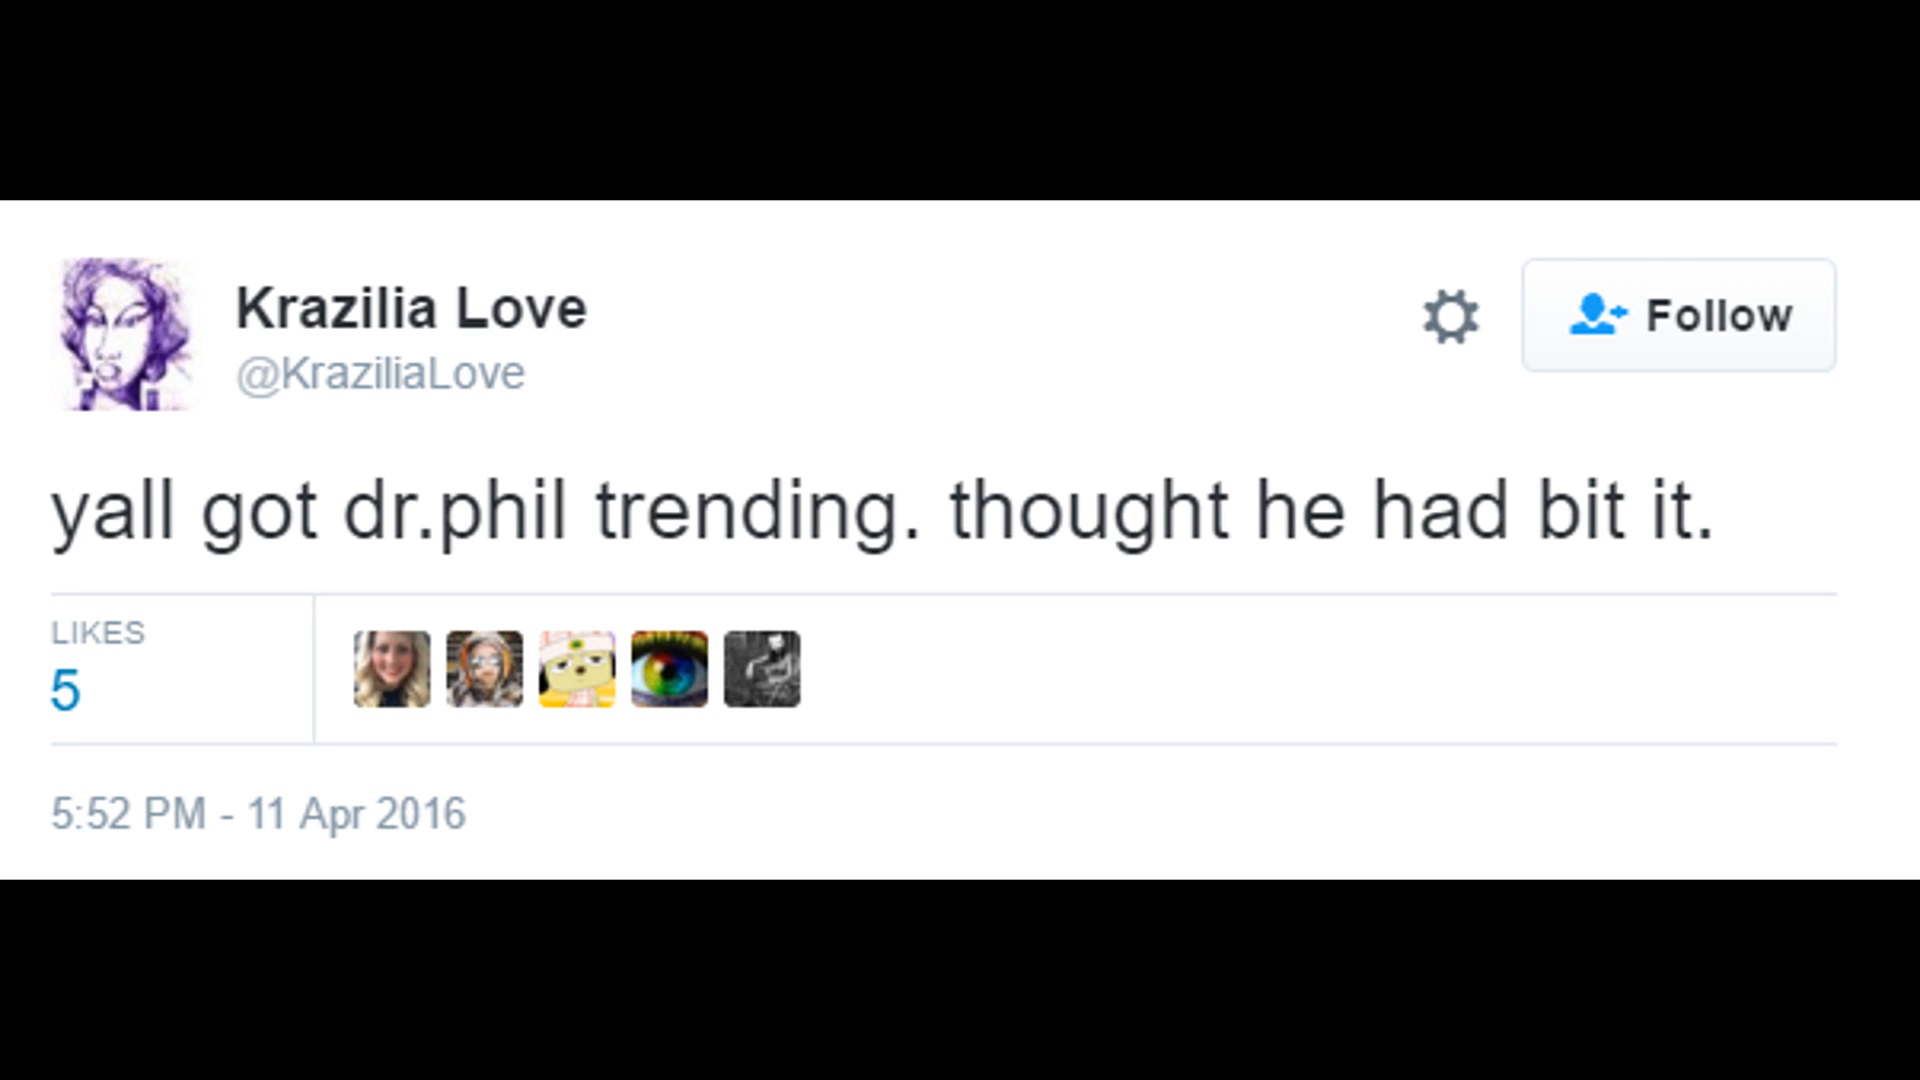 Krazilia Love
@KraziliaLove
Follow
yall got dr.phil trending. thought he had bit it.
LIKES
5
5:52 PM - 11 Apr 2016